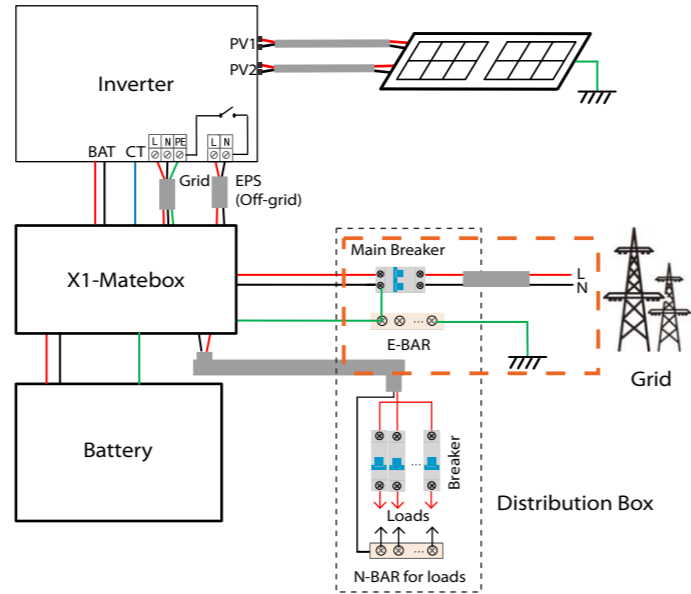 PV1
PV2
Inverter
BAT
CT
L N PE
L N
Grid
EPS
(Off-grid)
X1-Matebox
Main Breaker
L
N
...
E-BAR
Grid
Battery
...
Breaker
Loads
...
N-BAR for loads
Distribution Box